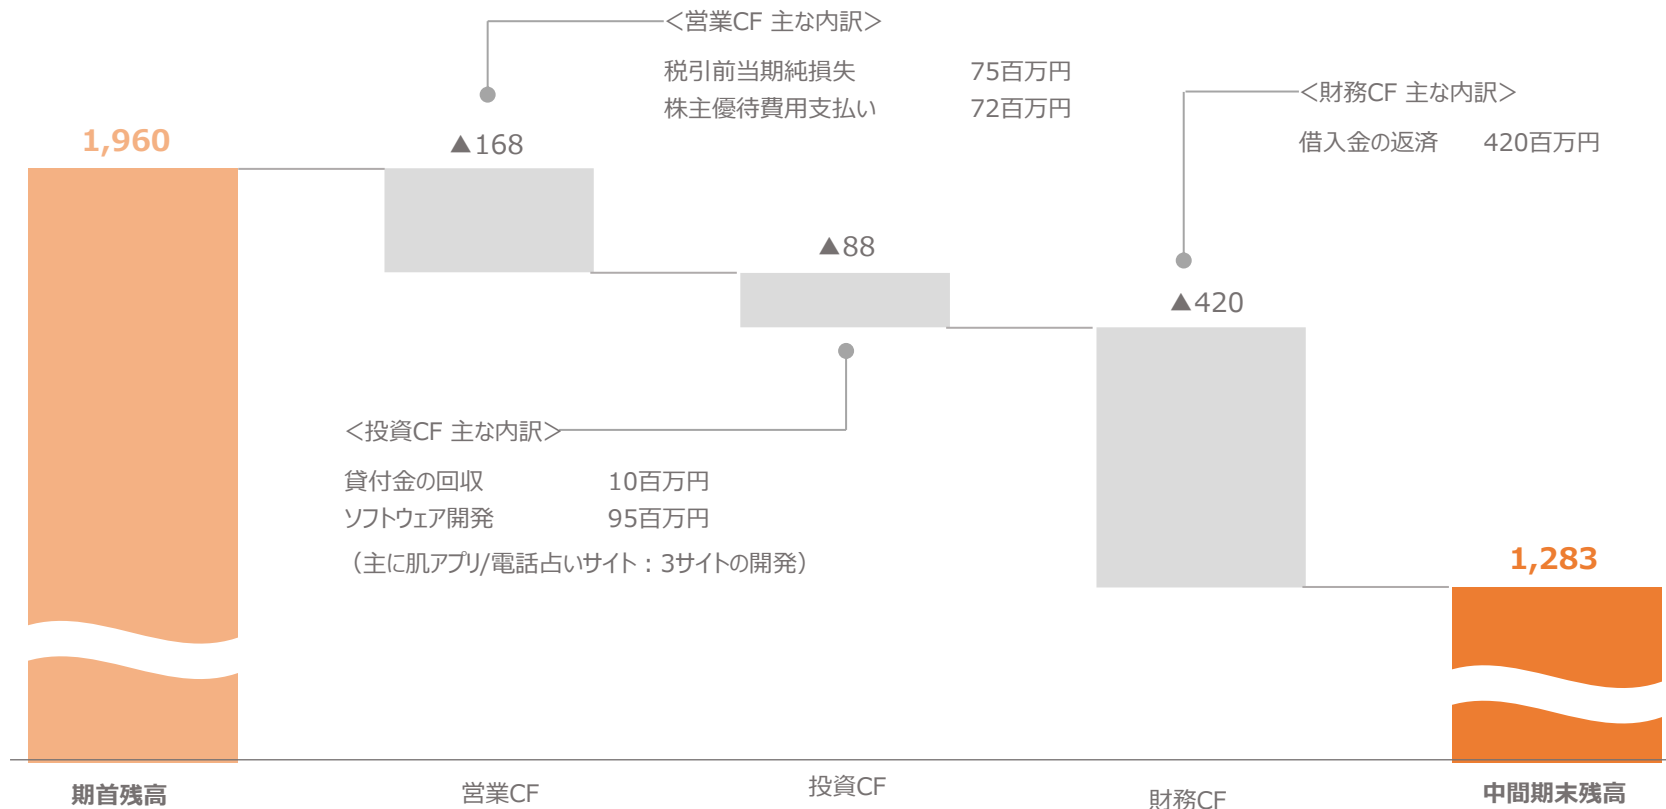 <営業CF 主な内訳>
税引前当期純損失 75百万円
株主優待費用支払い 72百万円
<財務CF 主な内訳>
借入金の返済 420百万円
1,960
▲168
▲88
▲420
<投資CF 主な内訳>
貸付金の回収 10百万円
ソフトウェア開発 95百万円
(主に肌アプリ/電話占いサイト:3サイトの開発)
1,283
期首残高
営業CF
投資CF
財務CF
中間期末残高